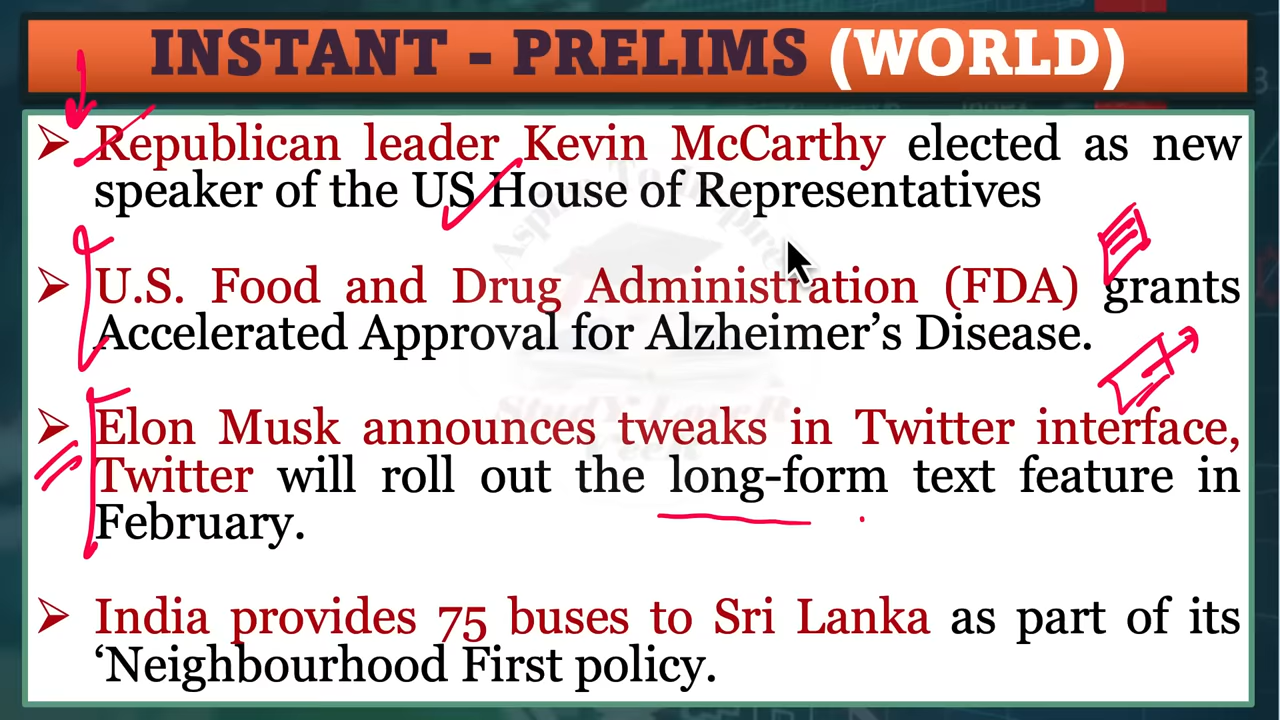 INSTANT - PRELIMS (WORLD)
➢ Republican leader Kevin McCarthy elected as new
speaker of the US House of Representatives
➢ U.S. Food and Drug Administration (FDA) grants
Accelerated Approval for Alzheimer’s Disease.
➢ Elon Musk announces tweaks in Twitter interface,
Twitter will roll out the long-form text feature in
February.
➢ India provides 75 buses to Sri Lanka as part of its
‘Neighbourhood First policy.